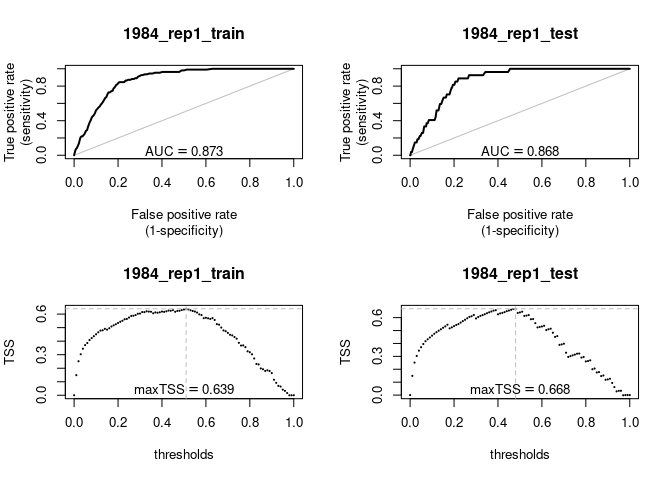 1984_rep1_train
True positive rate
(sensitivity)
0.0 0.4 0.8
AUC = 0.873
0.0 0.2 0.4 0.6 0.8 1.0
False positive rate
(1-specificity)
1984_rep1_test
True positive rate
(sensitivity)
0.0 0.4 0.8
AUC = 0.868
0.0 0.2 0.4 0.6 0.8 1.0
False positive rate
(1-specificity)
1984_rep1_train
TSS
0.0 0.3 0.6
maxTSS = 0.639
0.0 0.2 0.4 0.6 0.8 1.0
thresholds
1984_rep1_test
TSS
0.0 0.3 0.6
maxTSS = 0.668
0.0 0.2 0.4 0.6 0.8 1.0
thresholds